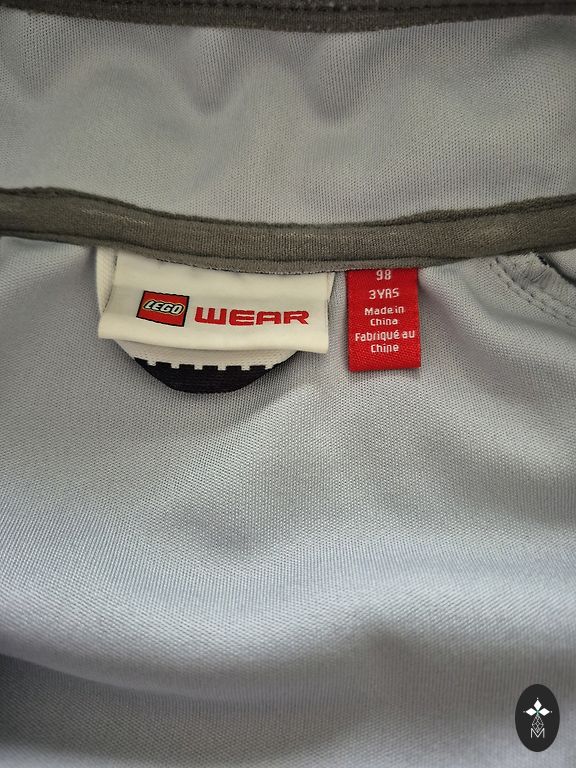 LEGO WEAR
98
3YRS
Made in
China
Fabriqué au
Chine
M